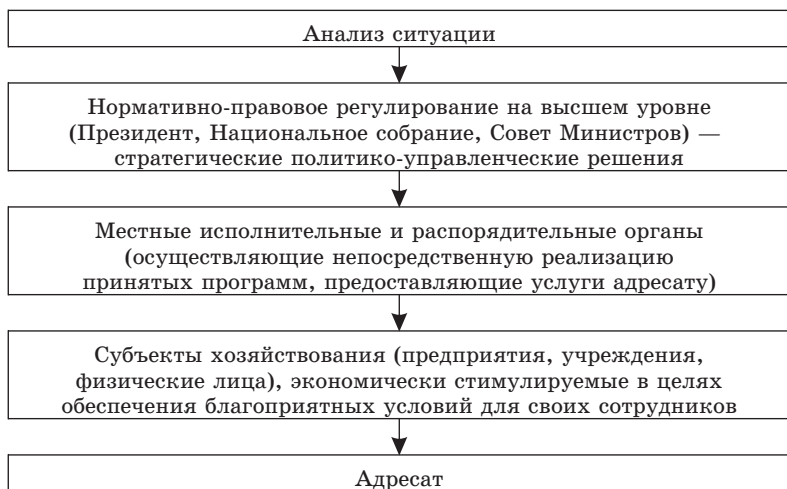 Анализ ситуации
Нормативно-правовое регулирование на высшем уровне
(Президент, Национальное собрание, Совет Министров) —
стратегические политико-управленческие решения
Местные исполнительные и распорядительные органы
(осуществляющие непосредственную реализацию
принятых программ, предоставляющие услуги адресату)
Субъекты хозяйствования (предприятия, учреждения,
физические лица), экономически стимулируемые в целях
обеспечения благоприятных условий для своих сотрудников
Адресат